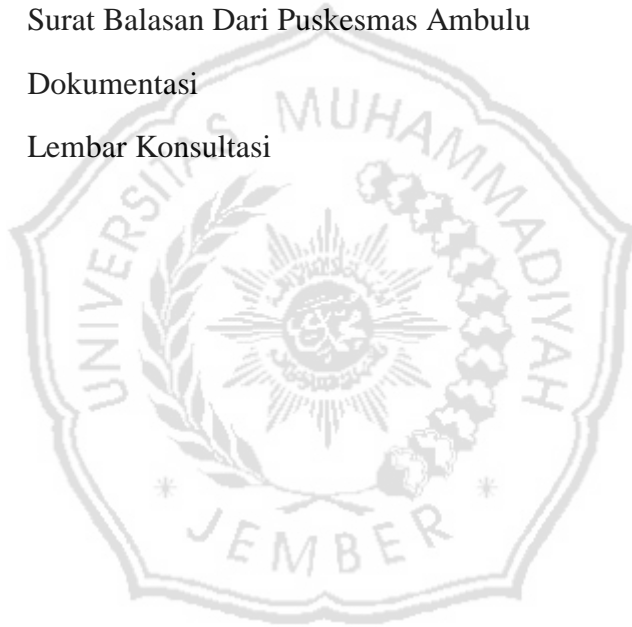 Surat Balasan Dari Puskesmas Ambulu
Dokumentasi
Lembar Konsultasi
UNIVERSITAS MUHAMMADIYAH
JEMBER